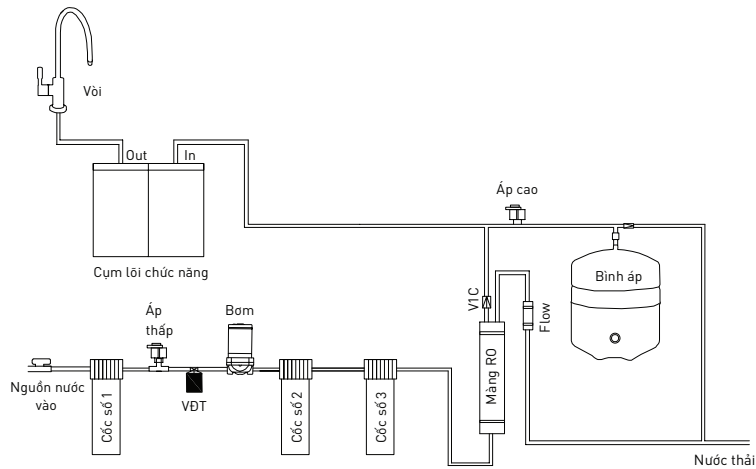 Vòi
Out
In
Cụm lõi chức năng
Áp cao
Bình áp
V1C
Flow
Màng RO
Áp
thấp
Bơm
Nguồn nước
vào
Cốc số 1
VĐT
Cốc số 2
Cốc số 3
Nước thải